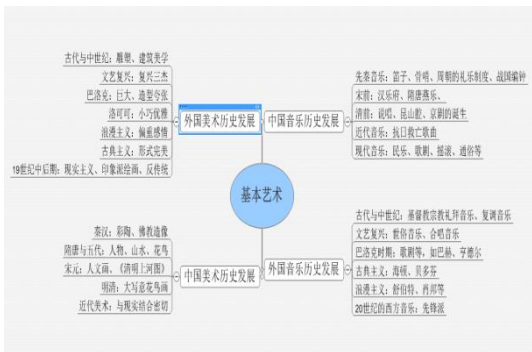 基本艺术
外国美术历史发展
古代与中世纪：雕塑、建筑美学
文艺复兴：复兴三杰
巴洛克：巨大、造型夸张
洛可可：小巧优雅
浪漫主义：偏重感情
古典主义：形式完美
19世纪中后期：现实主义、印象派绘画、反传统
中国音乐历史发展
先秦音乐：笛子、骨哨、周朝的礼乐制度、战国编钟
宋前：汉乐府、隋唐燕乐、
清前：说唱、昆山腔、京剧的诞生
近代音乐：抗日救亡歌曲
现代音乐：民乐、歌剧、摇滚、通俗等
中国美术历史发展
秦汉：彩陶、佛教造像
隋唐与五代：人物、山水、花鸟
宋元：人文画，《清明上河图》
明清：大写意花鸟画
近代美术：与现实结合密切
外国音乐历史发展
古代与中世纪：基督教宗教礼拜音乐、复调音乐
文艺复兴：世俗音乐、合唱音乐
巴洛克时期：歌剧等，如巴赫、亨德尔
古典主义：海顿、贝多芬
浪漫主义：舒伯特、肖邦等
20世纪的西方音乐：先锋派